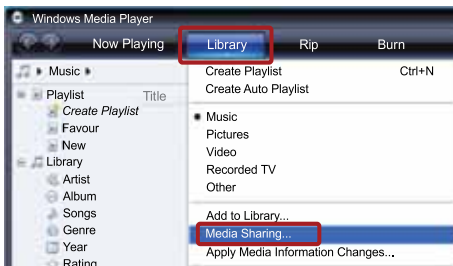 Windows Media Player
Now Playing Library Rip Burn
Music
Playlist Title
Create Playlist
Favour
New
Library
Artist
Album
Songs
Genre
Year
Rating
Create Playlist Ctrl+N
Create Auto Playlist
Music
Pictures
Video
Recorded TV
Other
Add to Library...
Media Sharing...
Apply Media Information Changes...